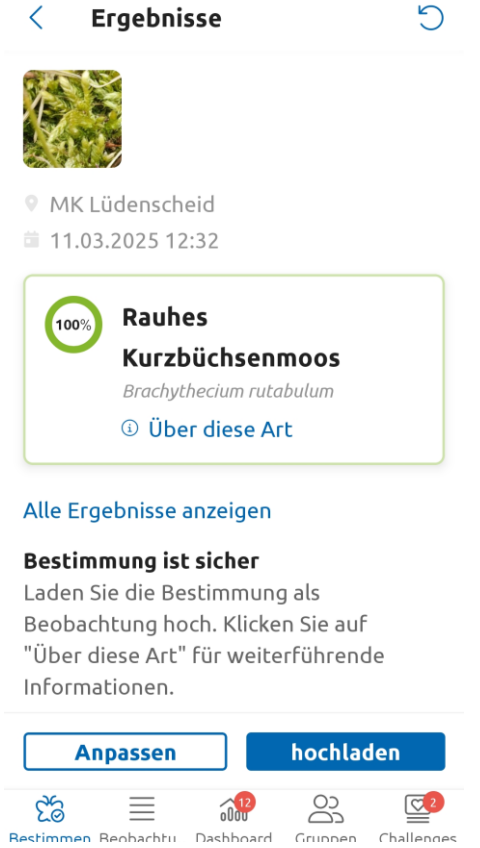 Ergebnisse
MK Lüdenscheid
11.03.2025 12:32
100%
Rauhes
Kurzbüchsenmoos
Brachythecium rutabulum
Über diese Art
Alle Ergebnisse anzeigen
Bestimmung ist sicher
Laden Sie die Bestimmung als
Beobachtung hoch. Klicken Sie auf
"Über diese Art" für weiterführende
Informationen.
Anpassen hochladen
12 2
Bestimmen Beobachtu Dashboard Gruppen Challenges